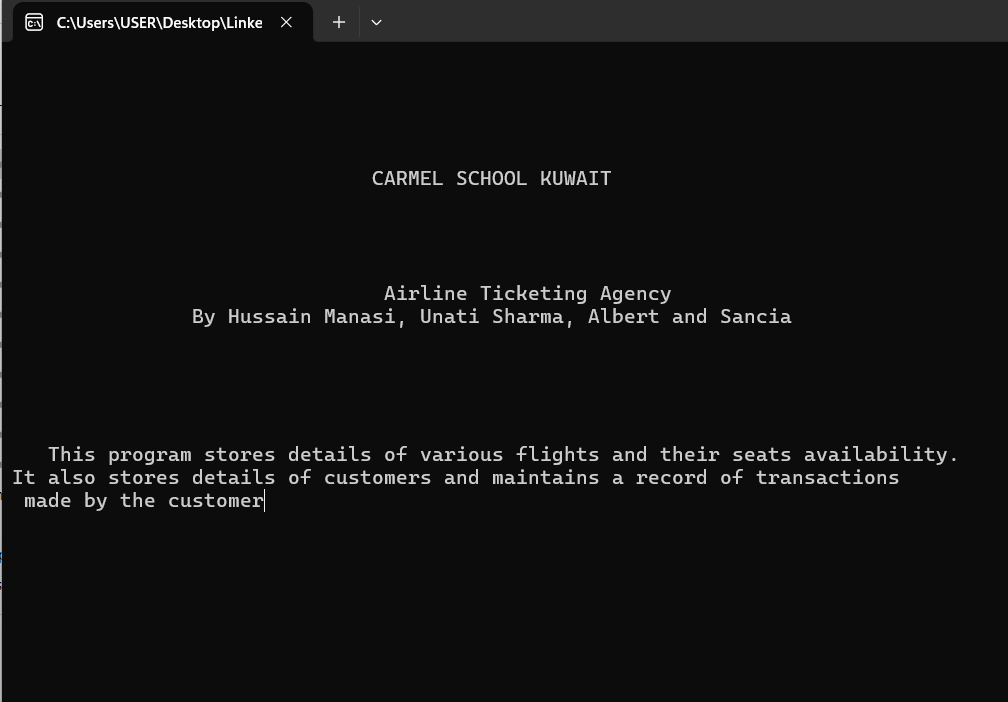 C:\Users\USER\Desktop\Linke
CARMEL SCHOOL KUWAIT
Airline Ticketing Agency
By Hussain Manasi, Unati Sharma, Albert and Sancia
This program stores details of various flights and their seats availability.
It also stores details of customers and maintains a record of transactions
made by the customer